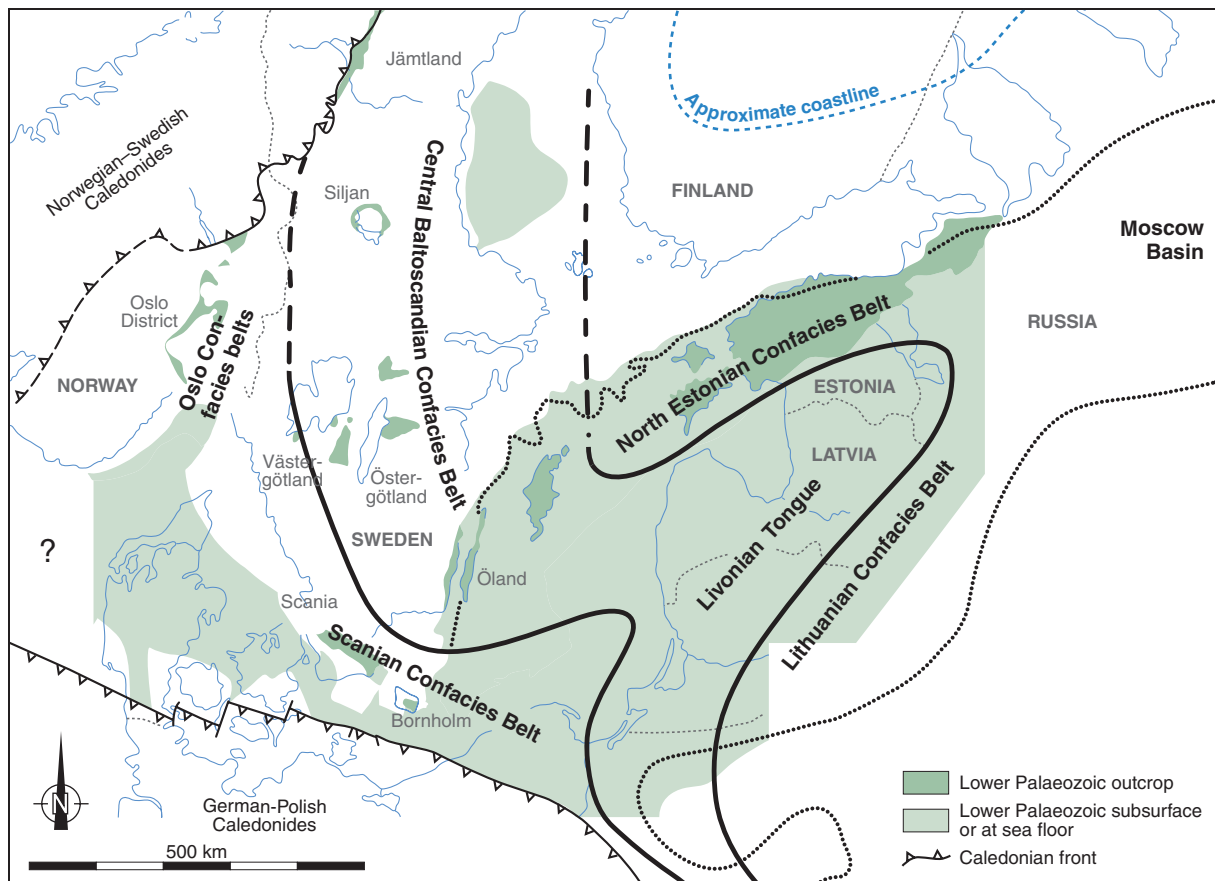 Jämtland
Approximate coastline
Norwegian–Swedish
Caledonides
Central Baltoscandian Confacies Belt
Siljan
FINLAND
Moscow
Basin
Oslo
District
Oslo Con-
facies belts
NORWAY
RUSSIA
North Estonian Confacies Belt
ESTONIA
LATVIA
Väster-
götland
Öster-
götland
SWEDEN
Livonian Tongue
Lithuanian Confacies Belt
?
Öland
Scania
Scanian Confacies Belt
Bornholm
N
German-Polish
Caledonides
500 km
Lower Palaeozoic outcrop
Lower Palaeozoic subsurface
or at sea floor
Caledonian front